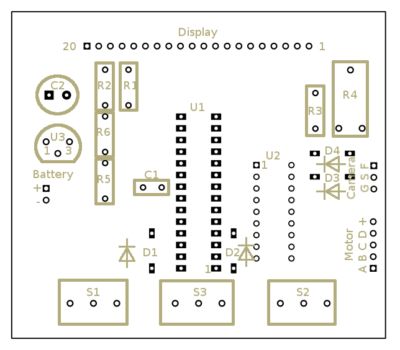 Display
20 1
C2 R2 R1 R4
U1 R3
U3 R6
1 3
D4
U2
1
Battery R5 C1 D3 Camera G S F
+
-
Motor A B C D +
D1 D2
1
S1 S3 S2